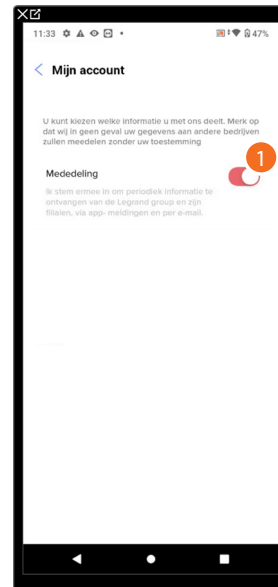 11:33
47%
Mijn account
U kunt kiezen welke informatie u met ons deelt. Merk op
dat wij in geen geval uw gegevens aan andere bedrijven
zullen meedelen zonder uw toestemming
1
Mededeling
Ik stem ermee in om periodiek informatie te
ontvangen van de Legrand group en zijn
filialen, via app- meldingen en per e-mail.